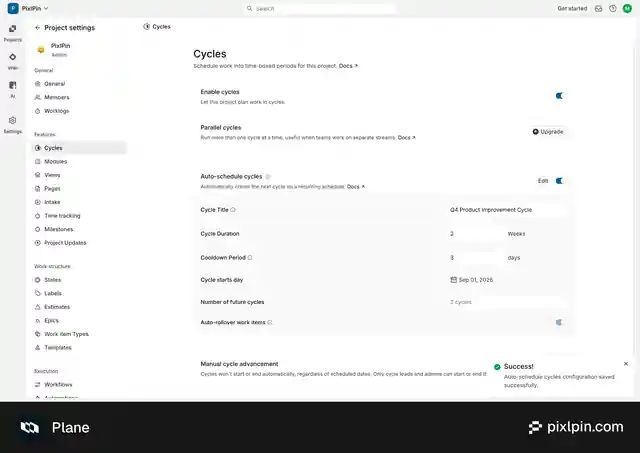 P PixlPin
Search
Get started
M
Projects
Wiki
AI
Settings
Project settings
PixlPin
Admin
General
General
Members
Worklogs
Features
Cycles
Modules
Views
Pages
Intake
Time tracking
Milestones
Project Updates
Work structure
States
Labels
Estimates
Epics
Work item Types
Templates
Execution
Workflows
Automations
Cycles
Cycles
Schedule work into time-boxed periods for this project. Docs
Enable cycles
Let this project plan work in cycles.
Parallel cycles
Run more than one cycle at a time, useful when teams work on separate streams. Docs
Upgrade
Auto-schedule cycles
Automatically create the next cycle on a recurring schedule. Docs
Edit
Cycle Title
Q4 Product Improvement Cycle
Cycle Duration
2 Weeks
Cooldown Period
3 days
Cycle starts day
Sep 01, 2026
Number of future cycles
2 cycles
Auto-rollover work items
Manual cycle advancement
Cycles won't start or end automatically, regardless of scheduled dates. Only cycle leads and admins can start or end
Success!
Auto-schedule cycles configuration saved
successfully.
Plane
pixlpin.com